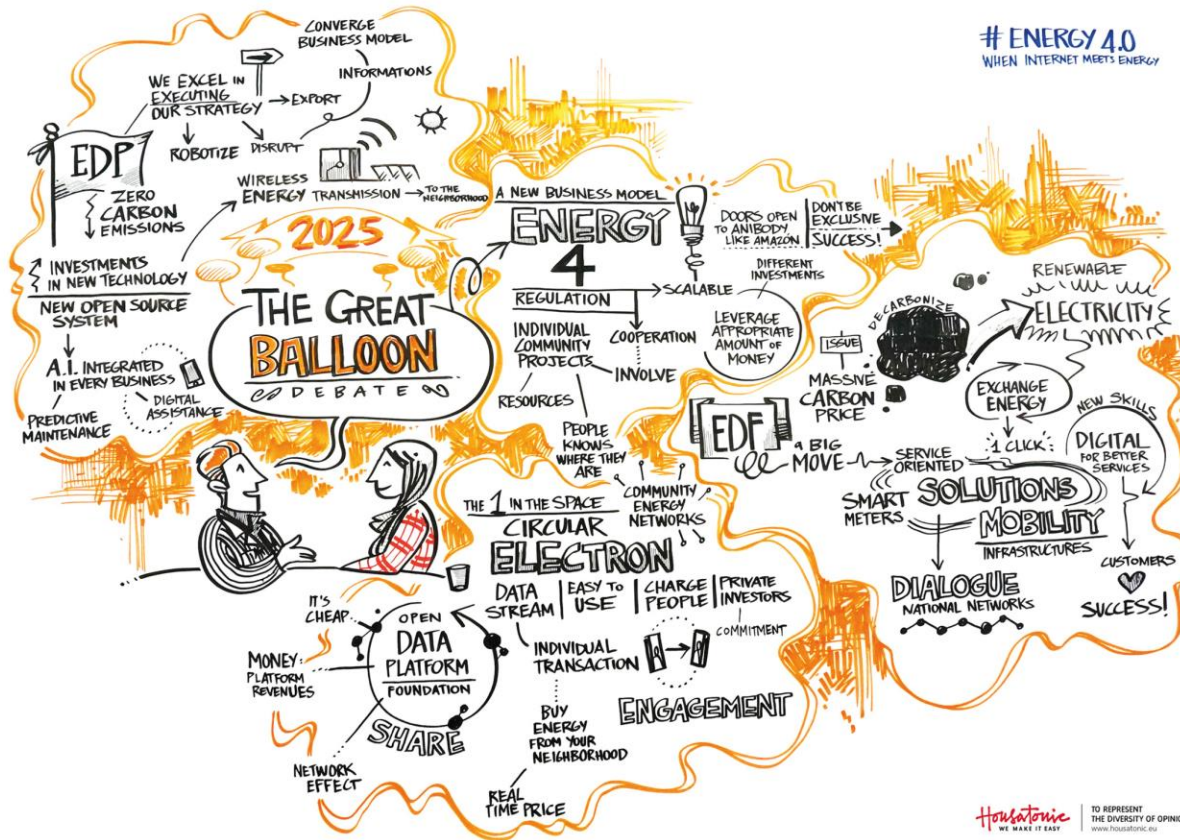 # ENERGY 4.0
WHEN INTERNET MEETS ENERGY
CONVERGE
BUSINESS MODEL
INFORMATIONS
WE EXCEL IN
EXECUTING
OUR STRATEGY
EXPORT
ROBOTIZE
DISRUPT
EDP
ZERO
CARBON
EMISSIONS
WIRELESS
ENERGY TRANSMISSION
TO THE
NEIGHBORHOOD
INVESTMENTS
IN NEW TECHNOLOGY
NEW OPEN SOURCE
SYSTEM
A.I. INTEGRATED
IN EVERY BUSINESS
PREDICTIVE
MAINTENANCE
DIGITAL
ASSISTANCE
2025
THE GREAT
BALLOON
DEBATE
A NEW BUSINESS MODEL
ENERGY
4
REGULATION
SCALABLE
INDIVIDUAL
COMMUNITY
PROJECTS
RESOURCES
PEOPLE
KNOWS
WHERE THEY
ARE
COOPERATION
INVOLVE
DOORS OPEN
TO ANIBODY
LIKE AMAZON
DON'T BE
EXCLUSIVE
SUCCESS!
DIFFERENT
INVESTMENTS
LEVERAGE
APPROPRIATE
AMOUNT OF
MONEY
EDF
A BIG
MOVE
ISSUE
MASSIVE
CARBON
PRICE
DECARBONIZE
RENEWABLE
ELECTRICITY
EXCHANGE
ENERGY
1 CLICK
NEW SKILLS
DIGITAL
FOR BETTER
SERVICES
SERVICE
ORIENTED
SMART
METERS
SOLUTIONS
MOBILITY
INFRASTRUCTURES
DIALOGUE
NATIONAL NETWORKS
CUSTOMERS
SUCCESS!
THE 1 IN THE SPACE
CIRCULAR
ELECTRON
COMMUNITY
ENERGY
NETWORKS
DATA
STREAM
EASY TO
USE
CHARGE
PEOPLE
PRIVATE
INVESTORS
COMMITMENT
INDIVIDUAL
TRANSACTION
BUY
ENERGY
FROM YOUR
NEIGHBORHOOD
REAL
TIME PRICE
ENGAGEMENT
OPEN
DATA
PLATFORM
FOUNDATION
SHARE
IT'S
CHEAP
MONEY:
PLATFORM
REVENUES
NETWORK
EFFECT
Housatonic
WE MAKE IT EASY
TO REPRESENT
THE DIVERSITY OF OPINIO
www.housatonic.eu